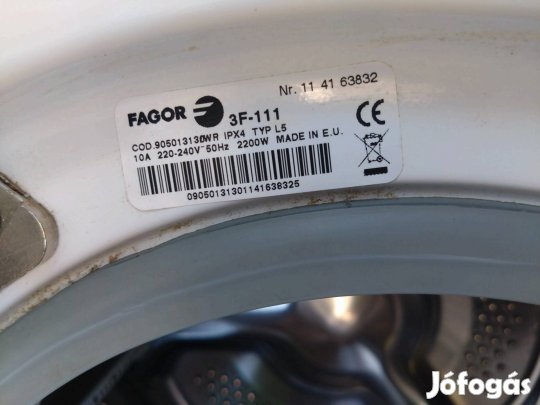 Nr. 11 41 63832
FAGOR 3F-111
COD.905013130WR IPX4 TYP L5
10A 220-240V~50Hz 2200W MADE IN E.U.
CE
09050131301141638325
Jófogás